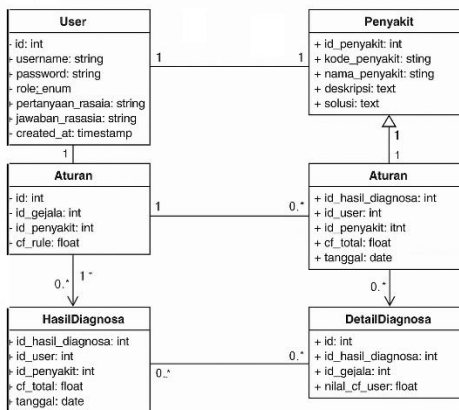 User
- id: int
+ username: string
+ password: string
- role: enum
+ pertanyaan_rasaia: string
+ jawaban_rasasia: string
- created_at: timestamp
1
1
Penyakit
+ id_penyakit: int
+ kode_penyakit: sting
+ nama_penyakit: sting
+ deskripsi: text
+ solusi: text
1
1
1
Aturan
- id: int
- id_gejala: int
- id_penyakit: int
- cf_rule: float
1
0..*
Aturan
+ id_hasil_diagnosa: int
+ id_user: int
+ id_penyakit: itnt
+ cf_total: float
+ tanggal: date
0..*
1 *
0..*
HasilDiagnosa
+ id_hasil_diagnosa: int
+ id_user: int
+ id_penyakit: int
+ cf_total: float
+ tanggal: date
0..*
0..*
DetailDiagnosa
+ id: int
+ id_hasil_diagnosa: int
+ id_gejala: int
+ nilal_cf_user: float